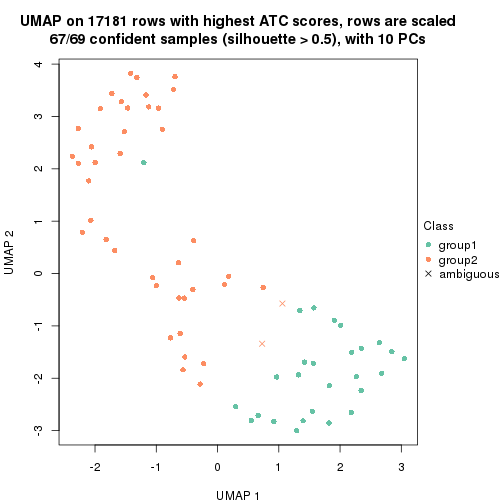 UMAP on 17181 rows with highest ATC scores, rows are scaled
67/69 confident samples (silhouette > 0.5), with 10 PCs
4
3
2
1
0
-1
-2
-3
UMAP 2
-2
-1
0
1
2
3
UMAP 1
Class
group1
group2
ambiguous